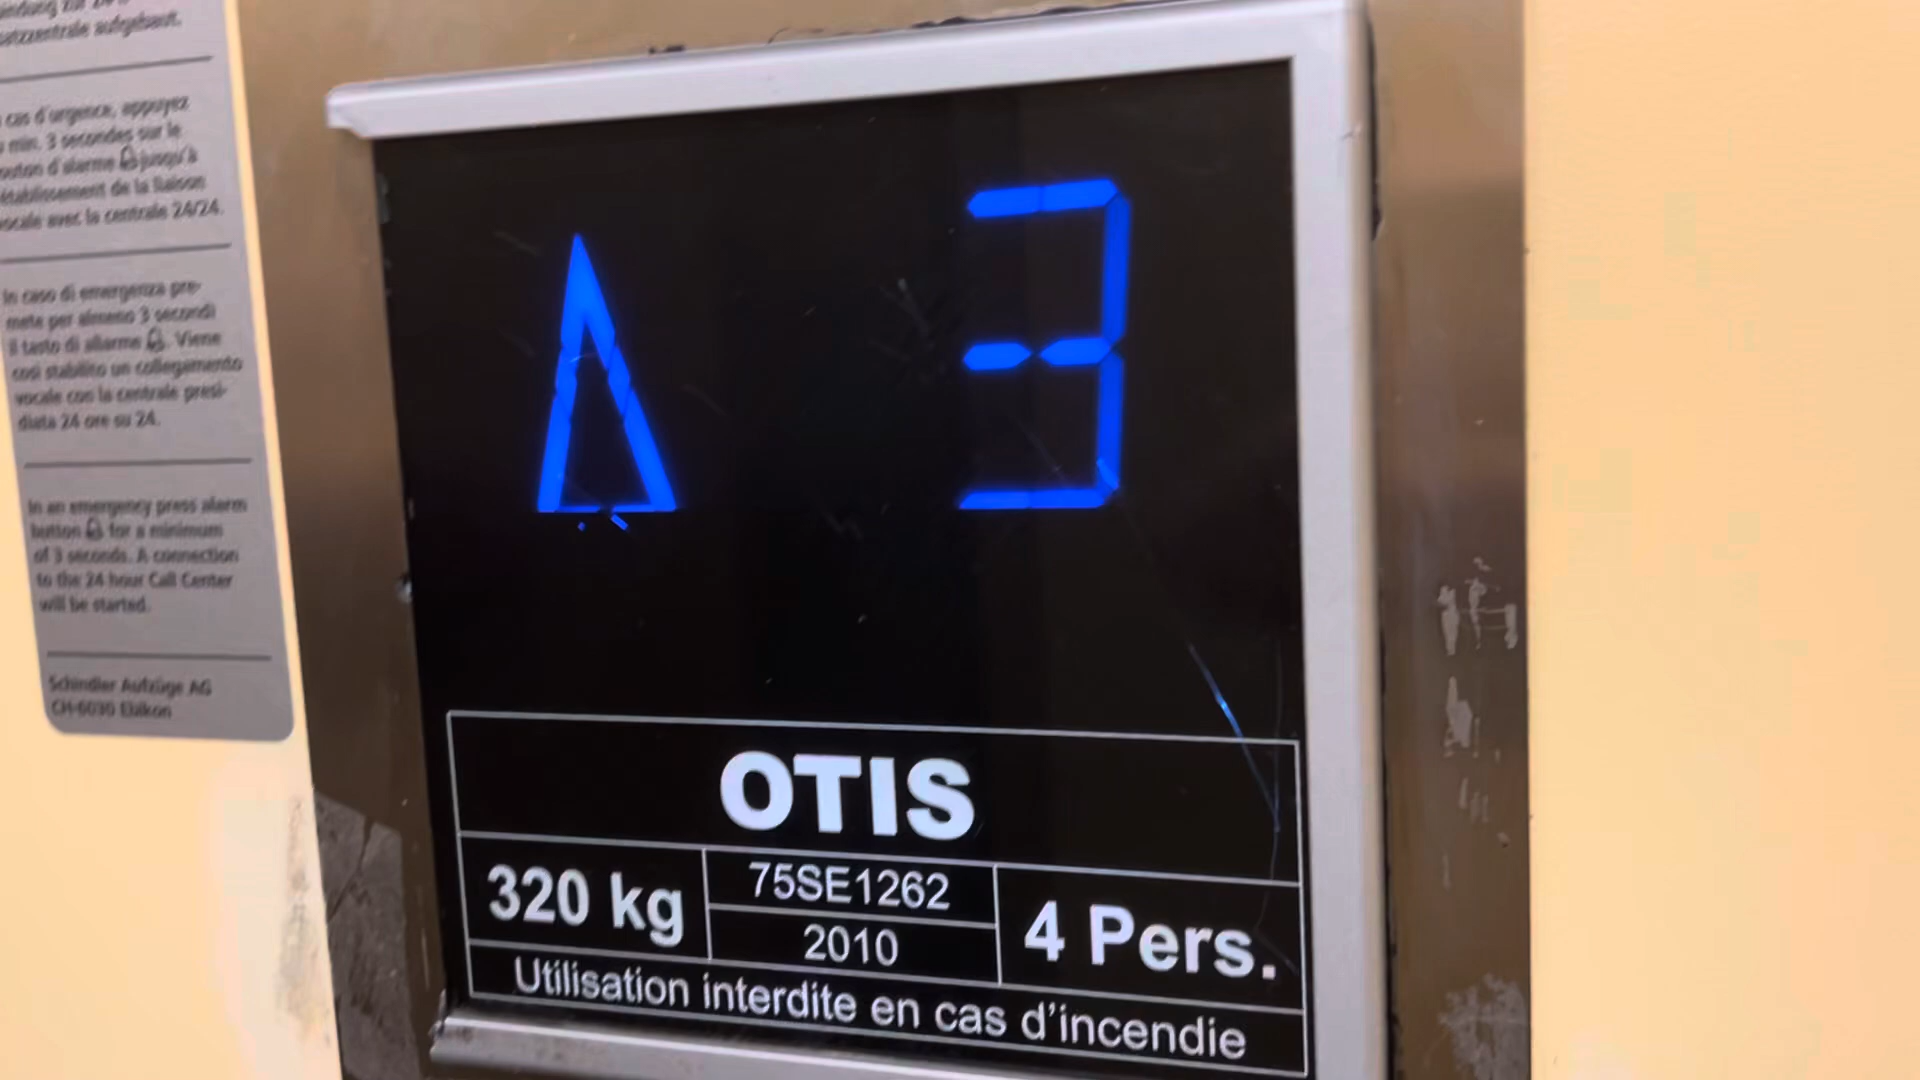 satzzentrale aufgebaut.
cas d'urgence, appuyez
min. 3 secondes sur le
bouton d'alarme jusqu'à
établissement de la liaison
vocale avec la centrale 24/24.
In caso di emergenza pre-
mete per almeno 3 secondi
il tasto di allarme . Viene
così stabilito un collegamento
vocale con la centrale presi-
diata 24 ore su 24.
In an emergency press alarm
button for a minimum
of 3 seconds. A connection
to the 24 hour Call Center
will be started.
Schindler Aufzüge AG
CH-6030 Ebikon
3
OTIS
320 kg
75SE1262
2010
4 Pers.
Utilisation interdite en cas d'incendie